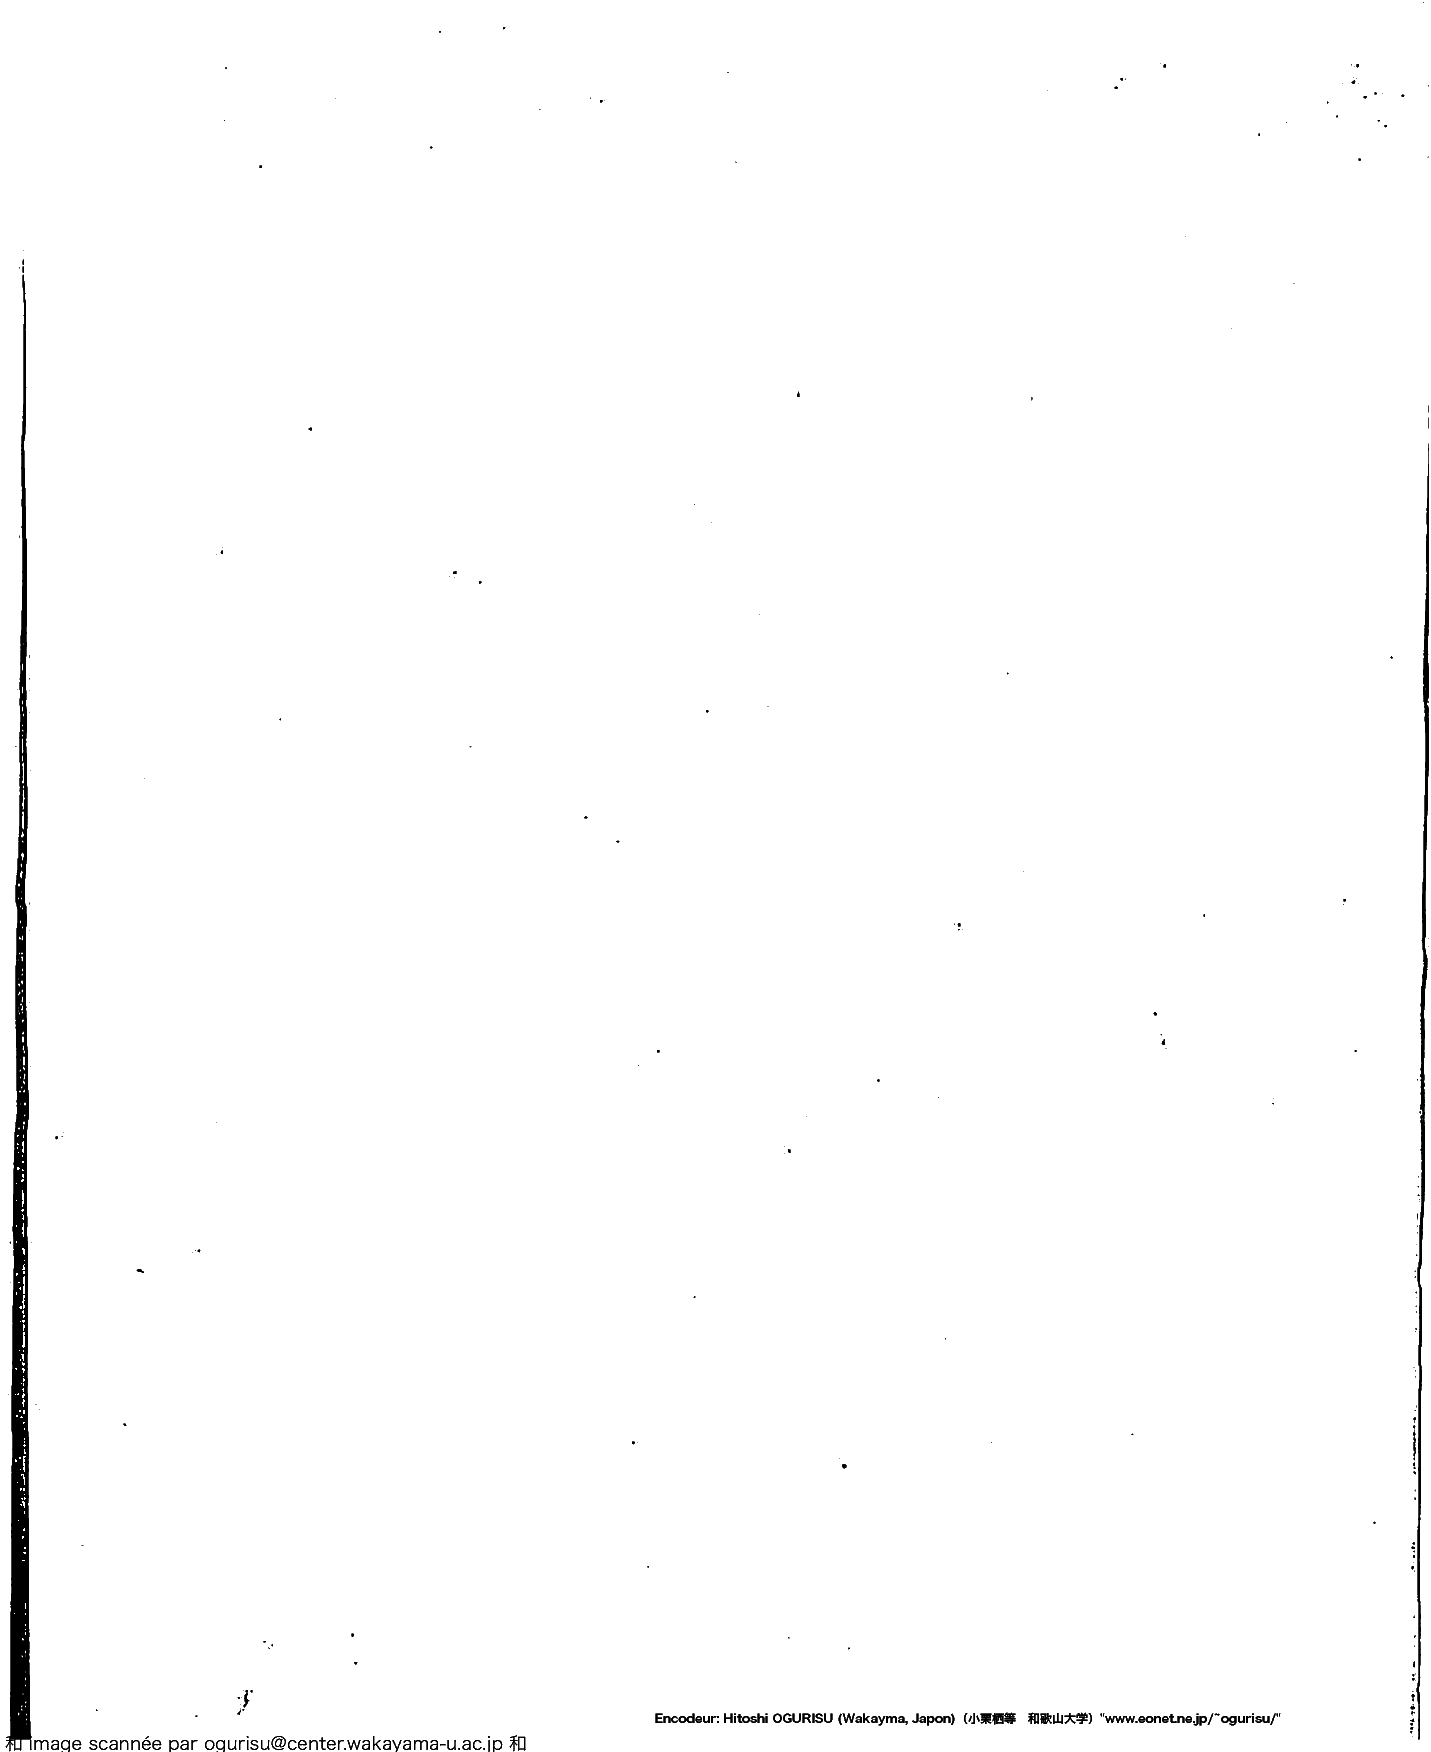 Encodeur: Hitoshi OGURISU (Wakayma, Japon)（小栗栖等　和歌山大学）"www.eonet.ne.jp/~ogurisu/"
和 Image scannée par ogurisu@center.wakayama-u.ac.jp 和